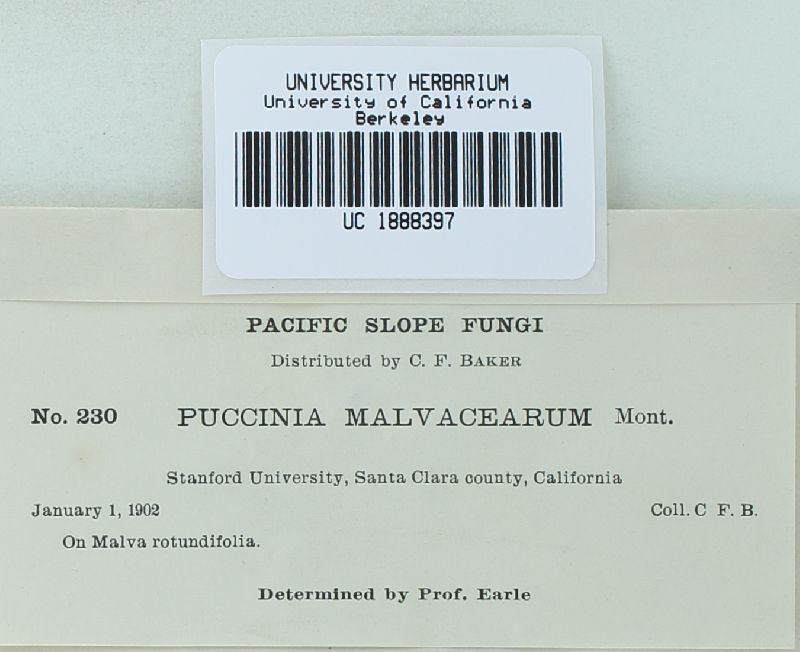 UNIVERSITY HERBARIUM
University of California
Berkeley
UC 1888397
PACIFIC SLOPE FUNGI
Distributed by C. F. BAKER
No. 230 PUCCINIA MALVACEARUM Mont.
Stanford University, Santa Clara county, California
January 1, 1902 Coll. C F. B.
On Malva rotundifolia.
Determined by Prof. Earle